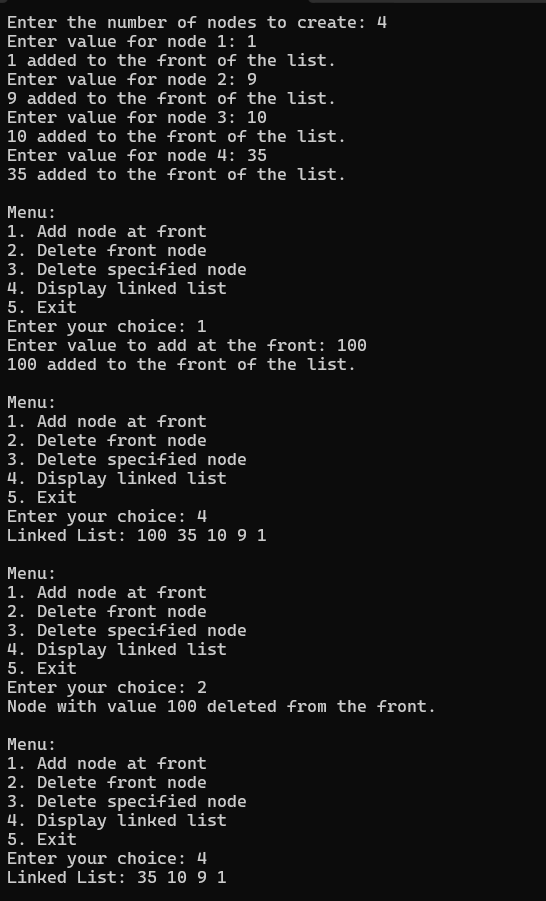 Enter the number of nodes to create: 4
Enter value for node 1: 1
1 added to the front of the list.
Enter value for node 2: 9
9 added to the front of the list.
Enter value for node 3: 10
10 added to the front of the list.
Enter value for node 4: 35
35 added to the front of the list.

Menu:
1. Add node at front
2. Delete front node
3. Delete specified node
4. Display linked list
5. Exit
Enter your choice: 1
Enter value to add at the front: 100
100 added to the front of the list.

Menu:
1. Add node at front
2. Delete front node
3. Delete specified node
4. Display linked list
5. Exit
Enter your choice: 4
Linked List: 100 35 10 9 1

Menu:
1. Add node at front
2. Delete front node
3. Delete specified node
4. Display linked list
5. Exit
Enter your choice: 2
Node with value 100 deleted from the front.

Menu:
1. Add node at front
2. Delete front node
3. Delete specified node
4. Display linked list
5. Exit
Enter your choice: 4
Linked List: 35 10 9 1